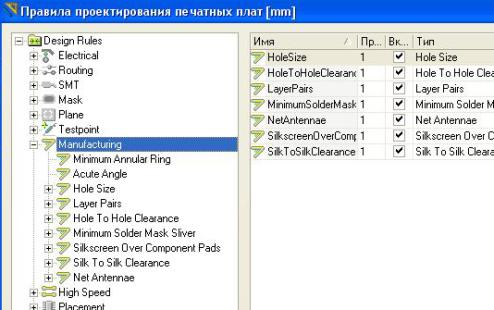 Правила проектирования печатных плат [mm]
Design Rules
Electrical
Routing
SMT
Mask
Plane
Testpoint
Manufacturing
Minimum Annular Ring
Acute Angle
Hole Size
Layer Pairs
Hole To Hole Clearance
Minimum Solder Mask Sliver
Silkscreen Over Component Pads
Silk To Silk Clearance
Net Antennae
High Speed
Placement
Имя / Пр... Вк... Тип
HoleSize 1 Hole Size
HoleToHoleClearanc 1 Hole To Hole Clea
LayerPairs 1 Layer Pairs
MinimumSolderMask 1 Minimum Solder M
NetAntennae 1 Net Antennae
SilkscreenOverComp 1 Silkscreen Over C
SilkToSilkClearance 1 Silk To Silk Cleara